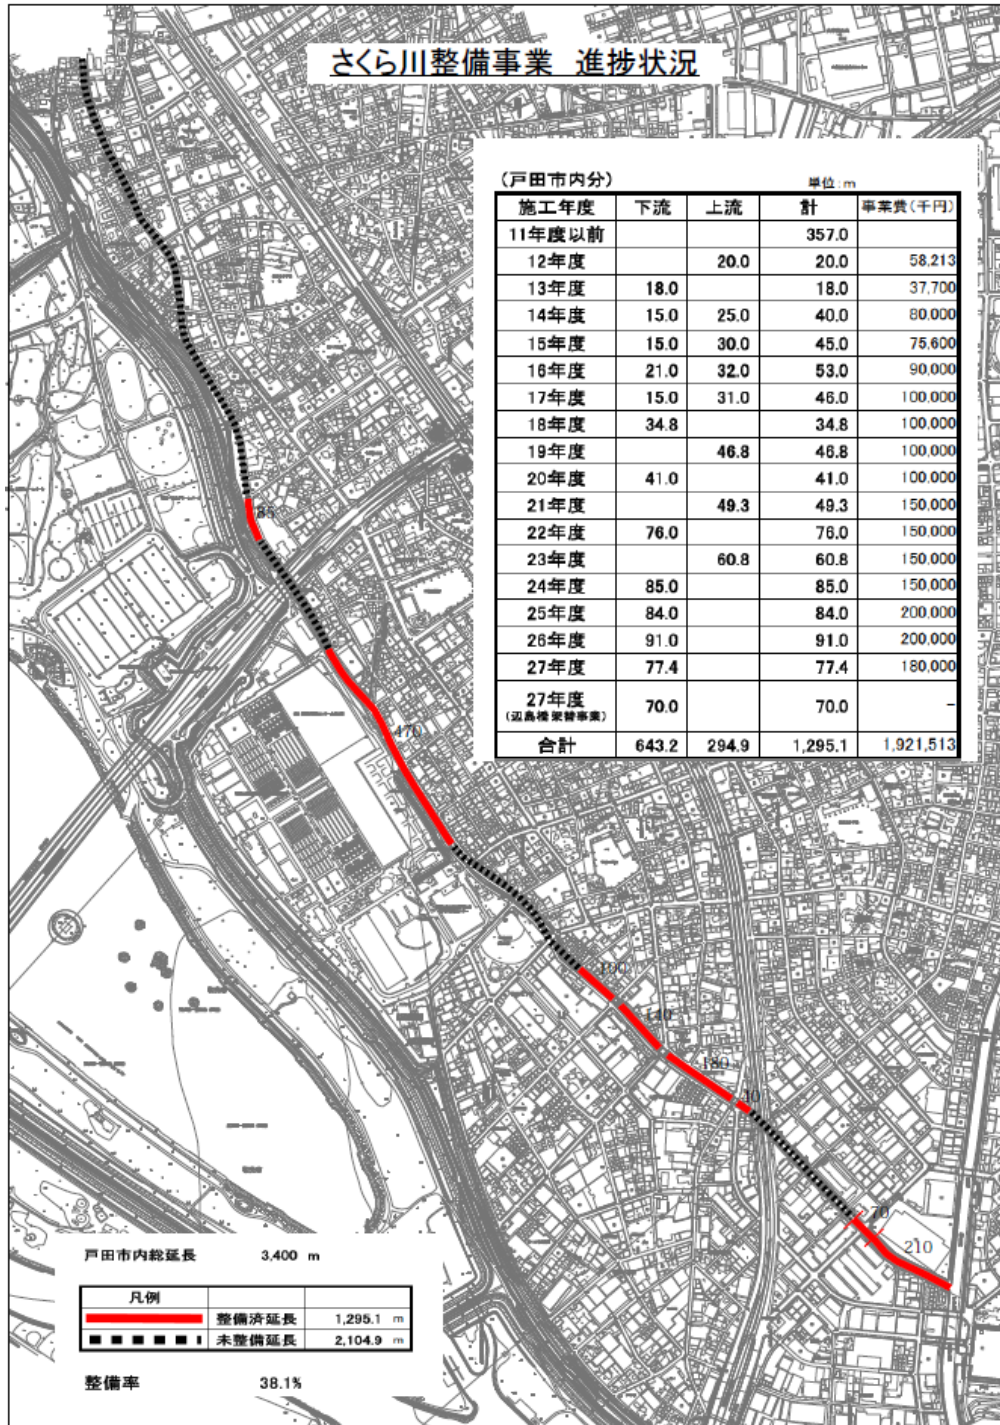 さくら川整備事業 進捗状況
(戸田市内分) 単位:m
施工年度 下流 上流 計 事業費(千円)
11年度以前 357.0
12年度 20.0 20.0 58,213
13年度 18.0 18.0 37,700
14年度 15.0 25.0 40.0 80,000
15年度 15.0 30.0 45.0 75,600
16年度 21.0 32.0 53.0 90,000
17年度 15.0 31.0 46.0 100,000
18年度 34.8 34.8 100,000
19年度 46.8 46.8 100,000
20年度 41.0 41.0 100,000
21年度 49.3 49.3 150,000
22年度 76.0 76.0 150,000
23年度 60.8 60.8 150,000
24年度 85.0 85.0 150,000
25年度 84.0 84.0 200,000
26年度 91.0 91.0 200,000
27年度 77.4 77.4 180,000
27年度 70.0 70.0 -
(辺島橋架替事業)
合計 643.2 294.9 1,295.1 1,921,513
85
470
100
140
180
40
70
210
戸田市内総延長 3,400 m
凡例
整備済延長 1,295.1 m
未整備延長 2,104.9 m
整備率 38.1%